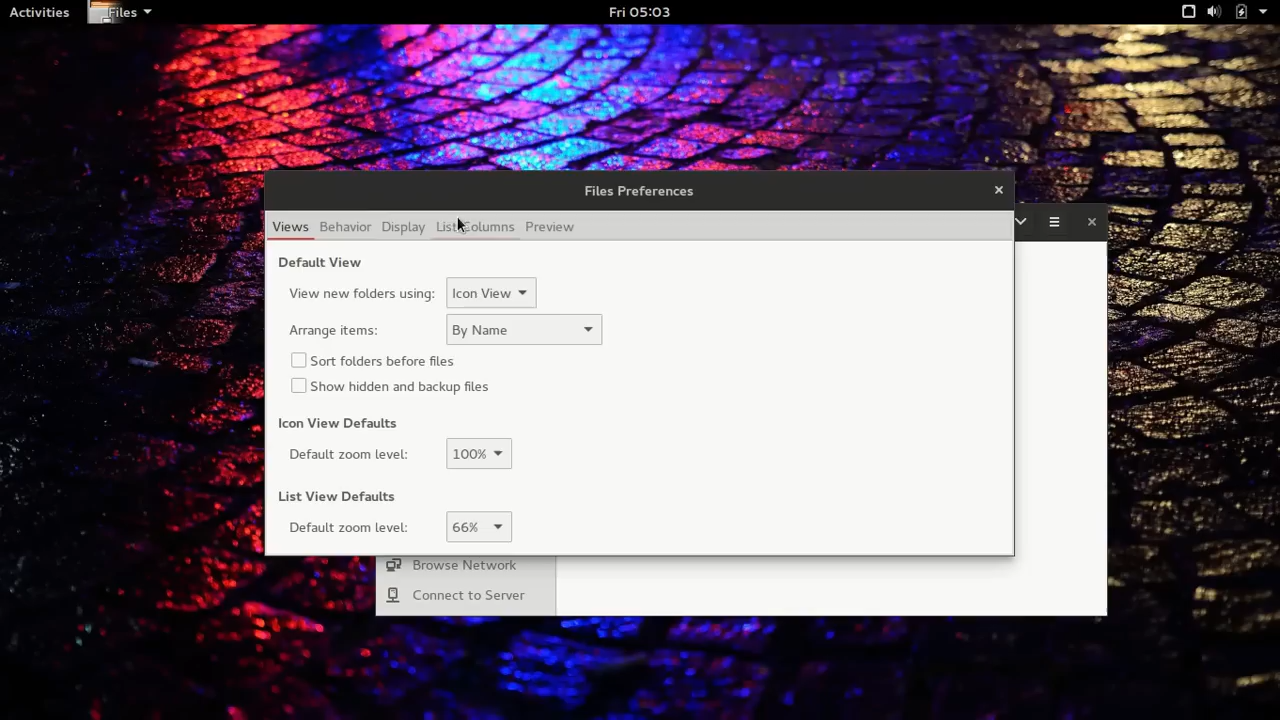 Activities Files Fri 05:03
Files Preferences
Views Behavior Display List Columns Preview
Default View
View new folders using: Icon View
Arrange items: By Name
Sort folders before files
Show hidden and backup files
Icon View Defaults
Default zoom level: 100%
List View Defaults
Default zoom level: 66%
Browse Network
Connect to Server